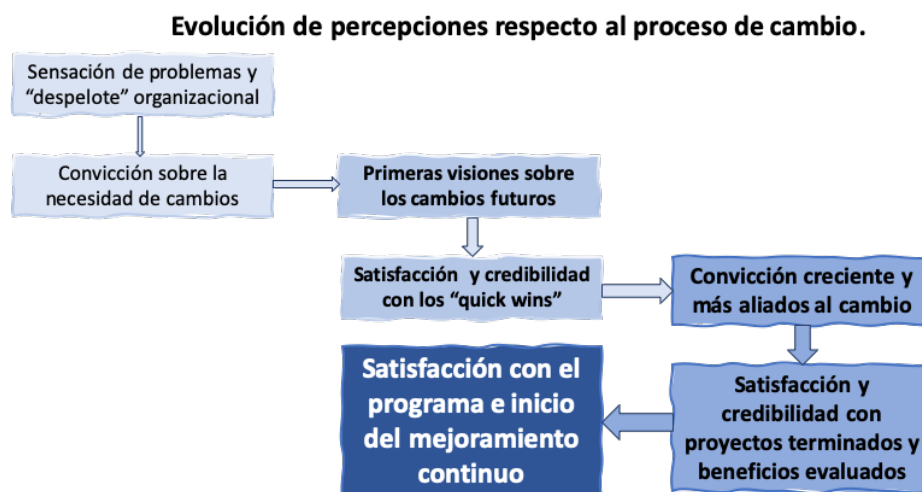 Evolución de percepciones respecto al proceso de cambio.
Sensación de problemas y
“despelote” organizacional
Convicción sobre la
necesidad de cambios
Primeras visiones sobre
los cambios futuros
Satisfacción y credibilidad
con los “quick wins”
Convicción creciente y
más aliados al cambio
Satisfacción y
credibilidad con
proyectos terminados y
beneficios evaluados
Satisfacción con el
programa e inicio
del mejoramiento
continuo